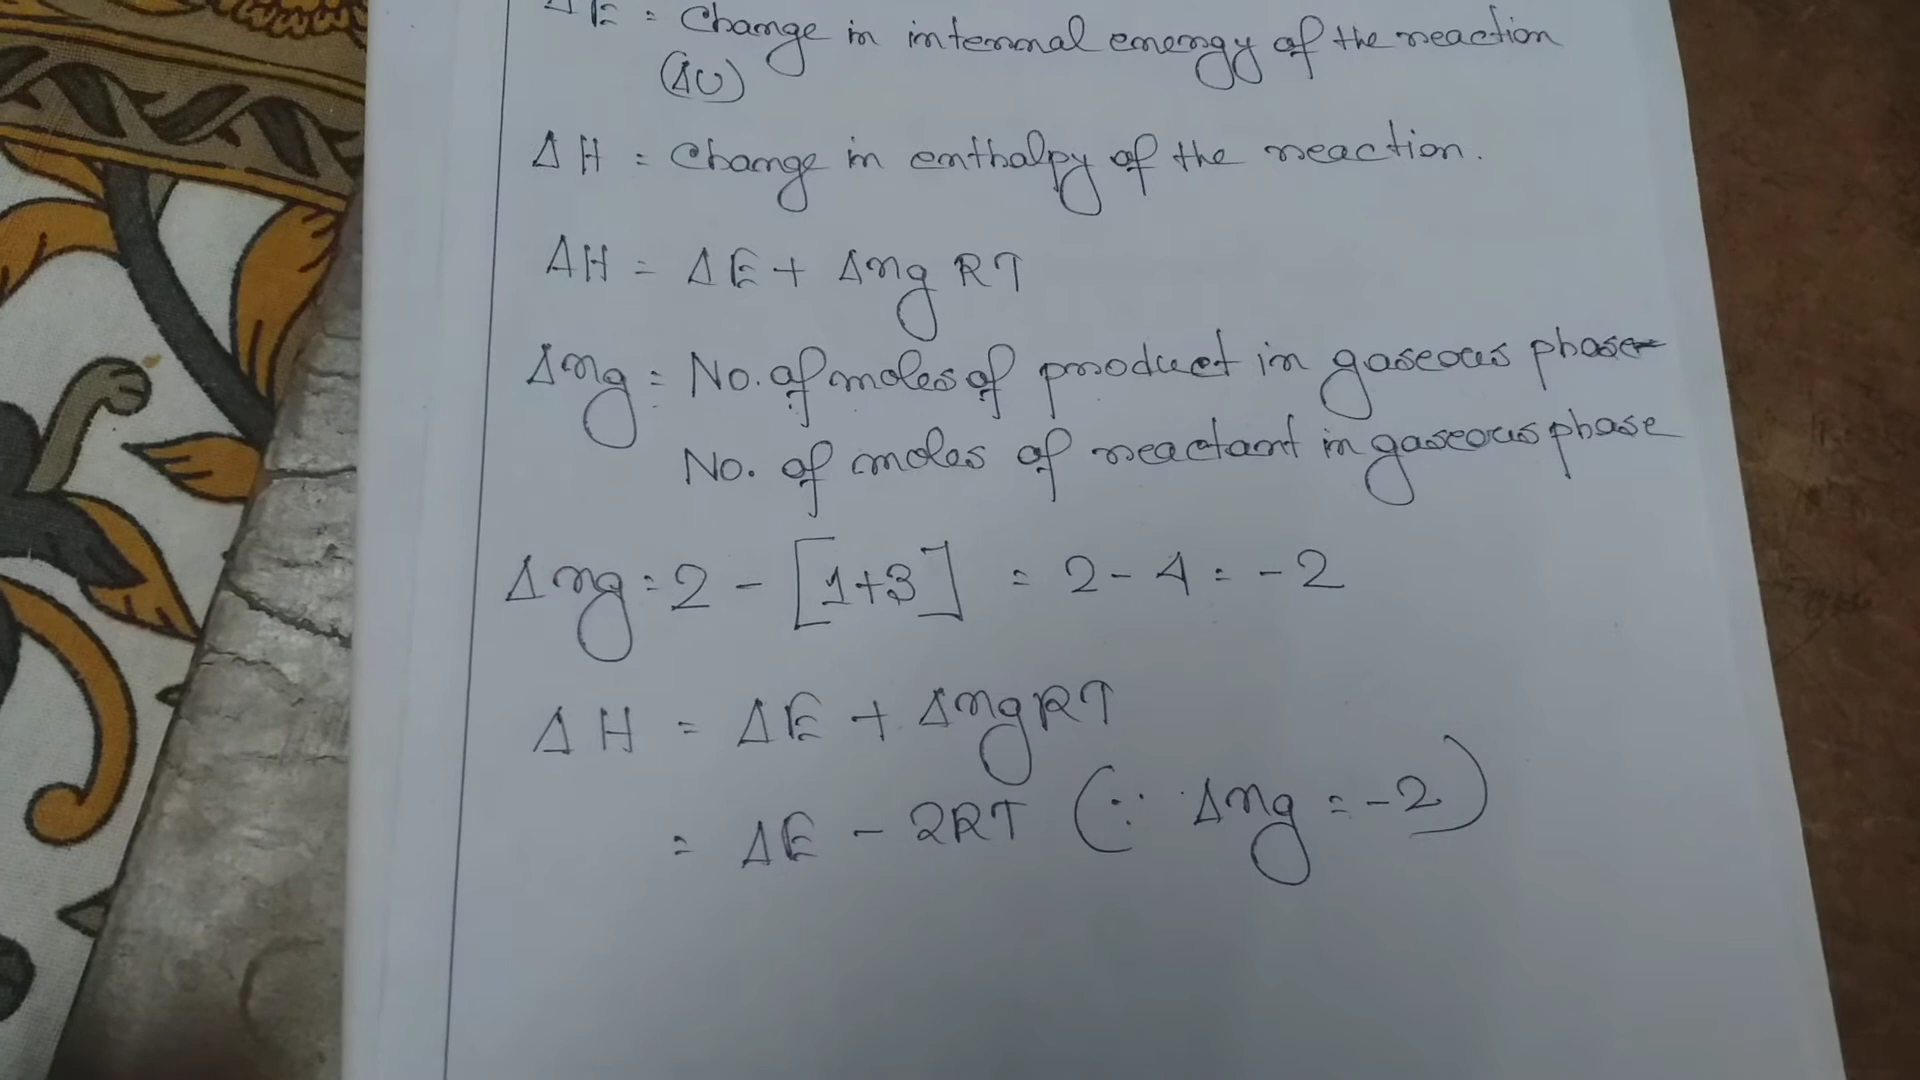 ΔE = Change in internal energy of the reaction
(ΔU)
ΔH = Change in enthalpy of the reaction.
ΔH = ΔE + Δng RT
Δng = No. of moles of product in gaseous phase -
No. of moles of reactant in gaseous phase
Δng = 2 - [1+3] = 2 - 4 = -2
ΔH = ΔE + Δng RT
= ΔE - 2RT (∵ Δng = -2)